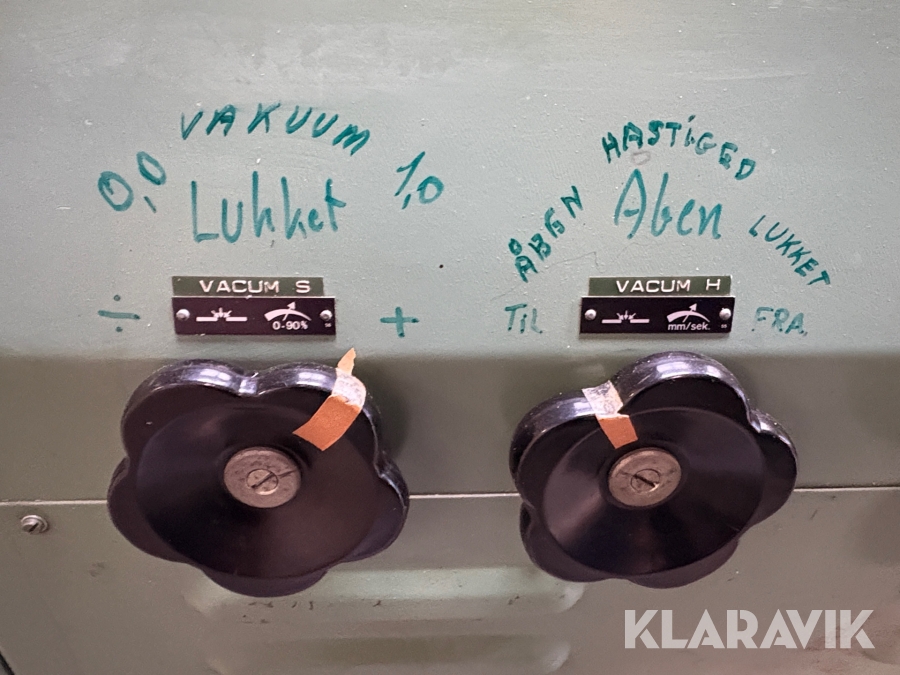 VAKUUM
0,0
1,0
Lukket
VACUM S
0-90%
÷
+
HASTIGED
ÅBEN
Åben
LUKKET
VACUM H
mm/sek.
TIL
FRA.
KLARAVIK